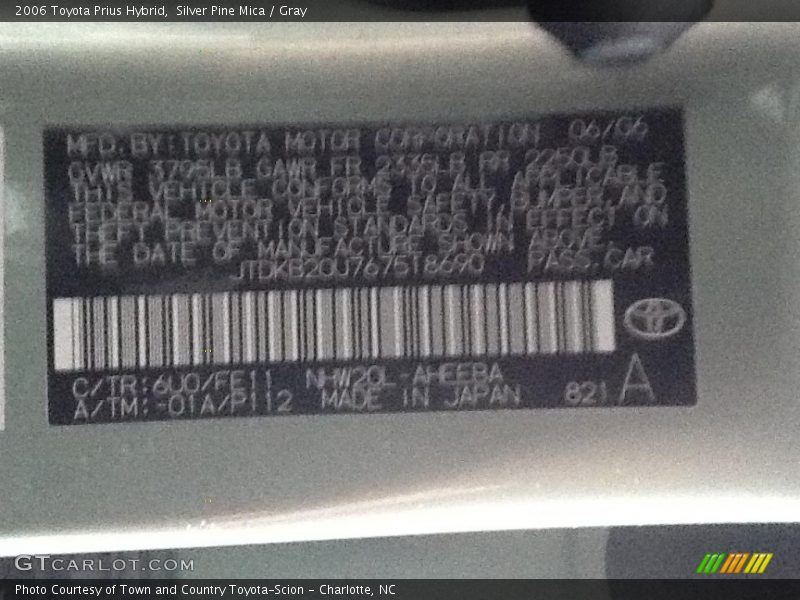 2006 Toyota Prius Hybrid, Silver Pine Mica / Gray
MFD. BY: TOYOTA MOTOR CORPORATION 06/06
GVWR 3795LB GAWR FR 2335LB RR 2250LB
THIS VEHICLE CONFORMS TO ALL APPLICABLE
FEDERAL MOTOR VEHICLE SAFETY, BUMPER, AND
THEFT PREVENTION STANDARDS IN EFFECT ON
THE DATE OF MANUFACTURE SHOWN ABOVE.
JTDKB20U767518690 PASS. CAR
C/TR: 6U0/FE11 NHW20L-AHEEBA
A/TM: -01A/P112 MADE IN JAPAN 821 A
GTCARLOT.COM
Photo Courtesy of Town and Country Toyota-Scion - Charlotte, NC